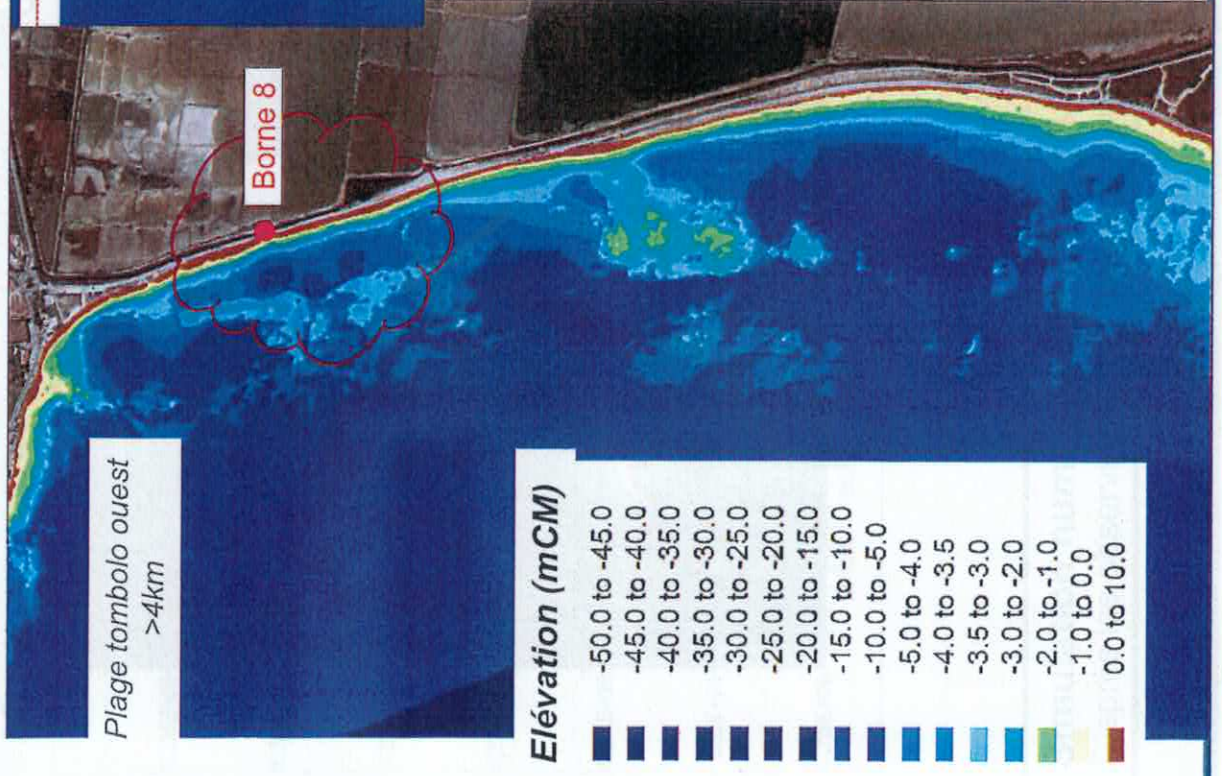 Borne 8
Plage tombolo ouest
>4km
Elévation (mCM)
-50.0 to -45.0
-45.0 to -40.0
-40.0 to -35.0
-35.0 to -30.0
-30.0 to -25.0
-25.0 to -20.0
-20.0 to -15.0
-15.0 to -10.0
-10.0 to -5.0
-5.0 to -4.0
-4.0 to -3.5
-3.5 to -3.0
-3.0 to -2.0
-2.0 to -1.0
-1.0 to 0.0
0.0 to 10.0